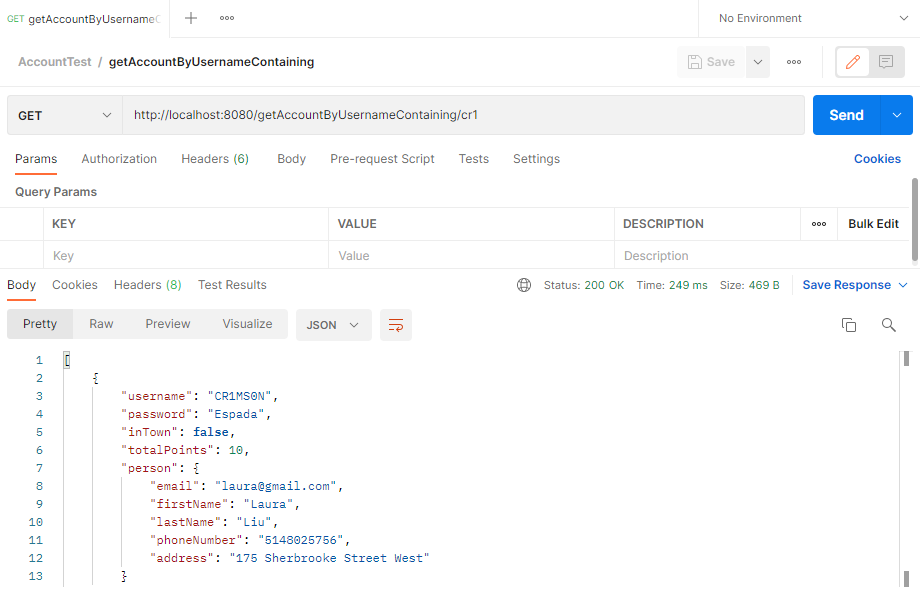 GET getAccountByUsernameC
No Environment
AccountTest / getAccountByUsernameContaining
Save
GET http://localhost:8080/getAccountByUsernameContaining/cr1 Send
Params Authorization Headers (6) Body Pre-request Script Tests Settings Cookies
Query Params
KEY VALUE DESCRIPTION Bulk Edit
Key Value Description
Body Cookies Headers (8) Test Results Status: 200 OK Time: 249 ms Size: 469 B Save Response
Pretty Raw Preview Visualize JSON
1 [
2 {
3 "username": "CR1MS0N",
4 "password": "Espada",
5 "inTown": false,
6 "totalPoints": 10,
7 "person": {
8 "email": "laura@gmail.com",
9 "firstName": "Laura",
10 "lastName": "Liu",
11 "phoneNumber": "5148025756",
12 "address": "175 Sherbrooke Street West"
13 }